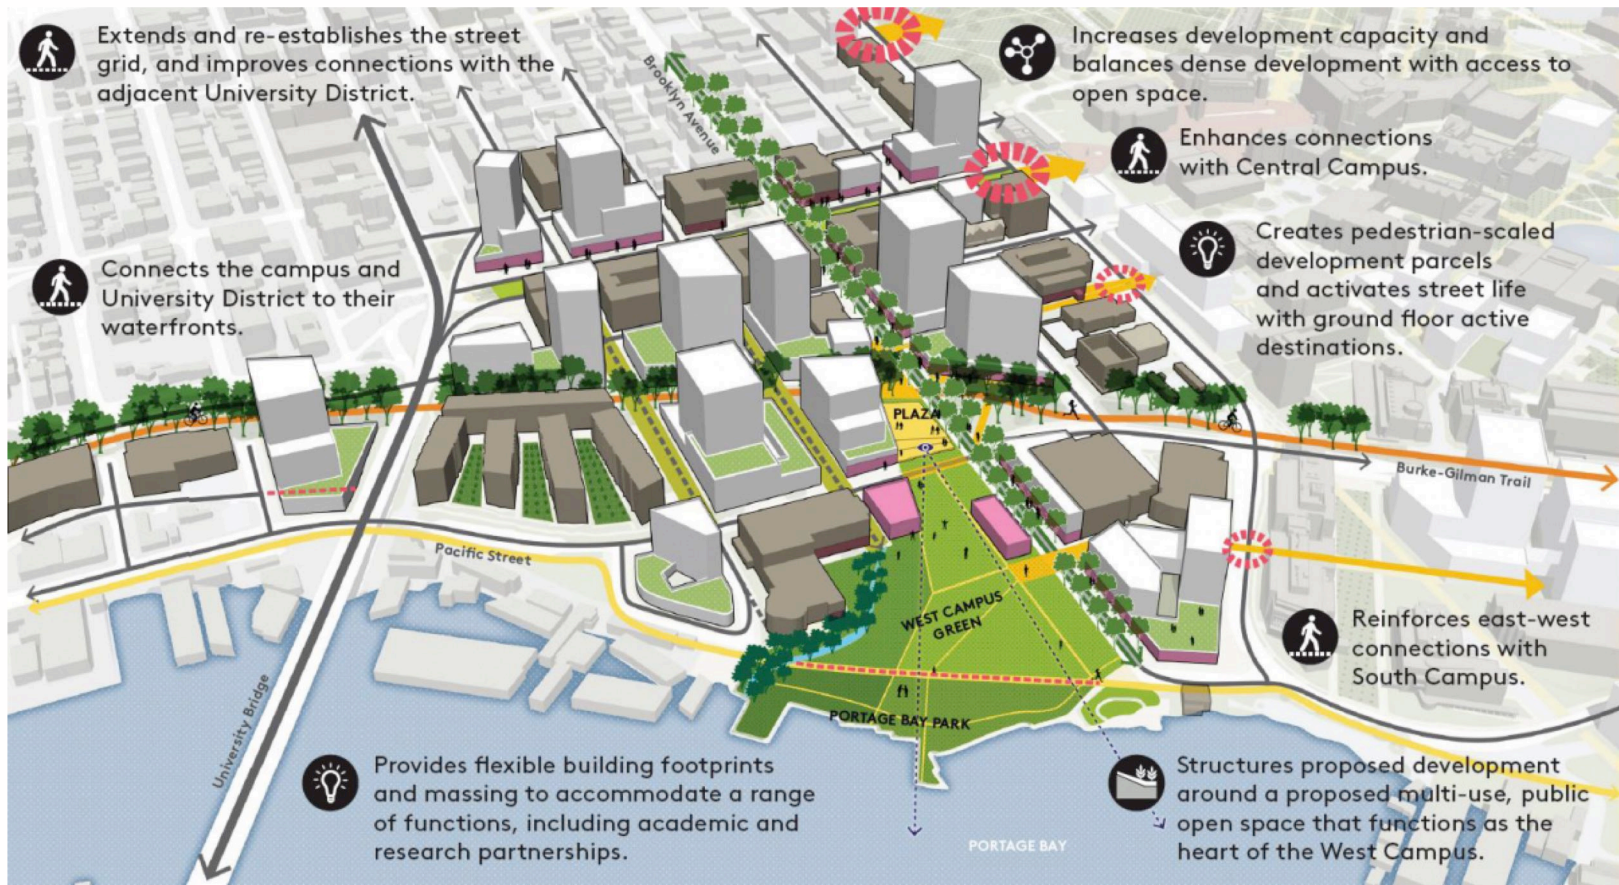 Extends and re-establishes the street
grid, and improves connections with the
adjacent University District.
Brooklyn Avenue
Increases development capacity and
balances dense development with access to
open space.
Enhances connections
with Central Campus.
Creates pedestrian-scaled
development parcels
and activates street life
with ground floor active
destinations.
Connects the campus and
University District to their
waterfronts.
PLAZA
Burke-Gilman Trail
Pacific Street
WEST CAMPUS
GREEN
Reinforces east-west
connections with
South Campus.
University Bridge
PORTAGE BAY PARK
Provides flexible building footprints
and massing to accommodate a range
of functions, including academic and
research partnerships.
Structures proposed development
around a proposed multi-use, public
open space that functions as the
heart of the West Campus.
PORTAGE BAY